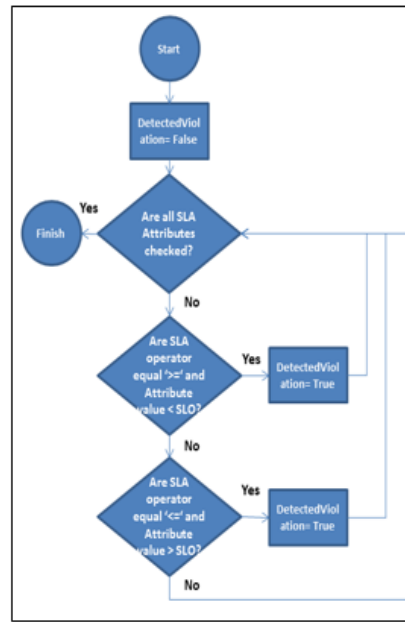 Start
DetectedViol
ation= False
Yes
Are all SLA
Attributes
checked?
Finish
No
Are SLA
operator
equal '>=' and
Attribute
value < SLO?
Yes
DetectedViol
ation= True
No
Are SLA
operator
equal '<=' and
Attribute
value > SLO?
Yes
DetectedViol
ation= True
No